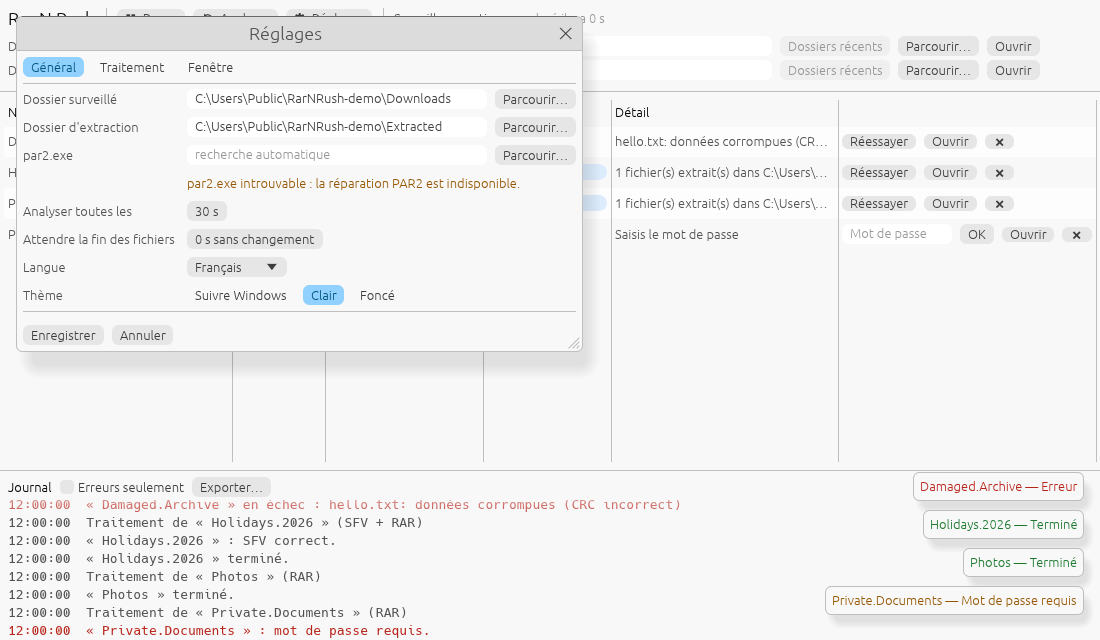 Réglages
a 0 s
Général Traitement Fenêtre
Dossiers récents Parcourir… Ouvrir
Dossiers récents Parcourir… Ouvrir
Dossier surveillé C:\Users\Public\RarNRush-demo\Downloads Parcourir…
Dossier d'extraction C:\Users\Public\RarNRush-demo\Extracted Parcourir…
par2.exe recherche automatique Parcourir…
par2.exe introuvable : la réparation PAR2 est indisponible.
Analyser toutes les 30 s
Attendre la fin des fichiers 0 s sans changement
Langue Français
Thème Suivre Windows Clair Foncé
Enregistrer Annuler
Détail
hello.txt: données corrompues (CR… Réessayer Ouvrir ×
1 fichier(s) extrait(s) dans C:\Users\… Réessayer Ouvrir ×
1 fichier(s) extrait(s) dans C:\Users\… Réessayer Ouvrir ×
Saisis le mot de passe Mot de passe OK Ouvrir ×
Journal Erreurs seulement Exporter…
12:00:00 « Damaged.Archive » en échec : hello.txt: données corrompues (CRC incorrect)
12:00:00 Traitement de « Holidays.2026 » (SFV + RAR)
12:00:00 « Holidays.2026 » : SFV correct.
12:00:00 « Holidays.2026 » terminé.
12:00:00 Traitement de « Photos » (RAR)
12:00:00 « Photos » terminé.
12:00:00 Traitement de « Private.Documents » (RAR)
12:00:00 « Private.Documents » : mot de passe requis.
Damaged.Archive — Erreur
Holidays.2026 — Terminé
Photos — Terminé
Private.Documents — Mot de passe requis